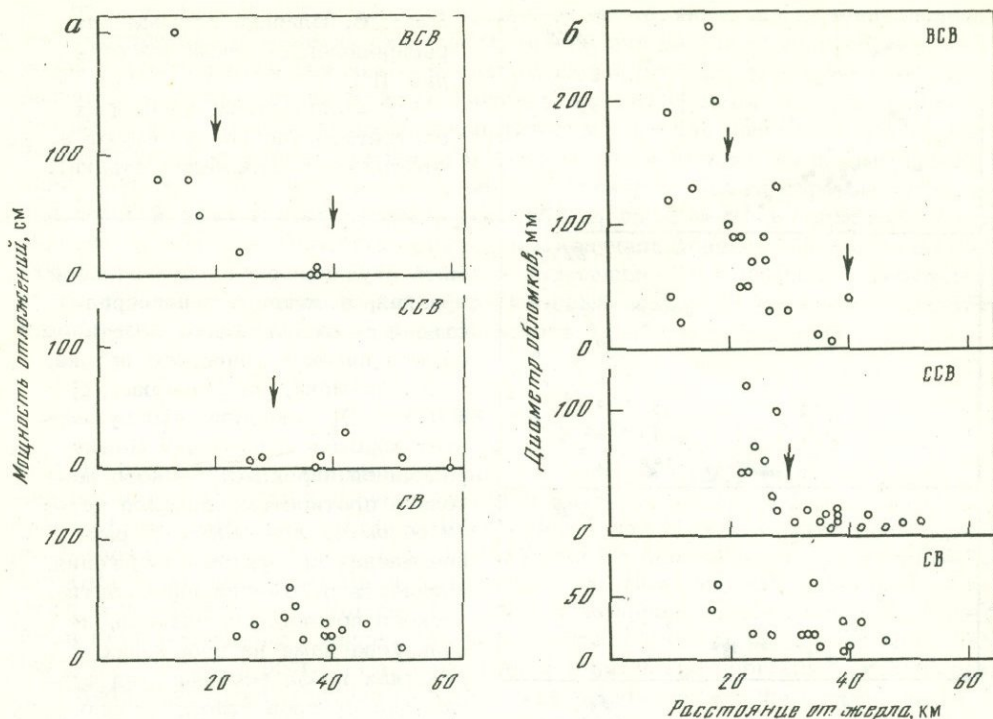 а
ВСВ
100
0
ССВ
100
0
СВ
100
0
20
40
60
Мощность отложений, см
б
ВСВ
200
100
0
ССВ
100
0
СВ
50
0
20
40
60
Диаметр обломков, мм
Расстояние от жерла, км